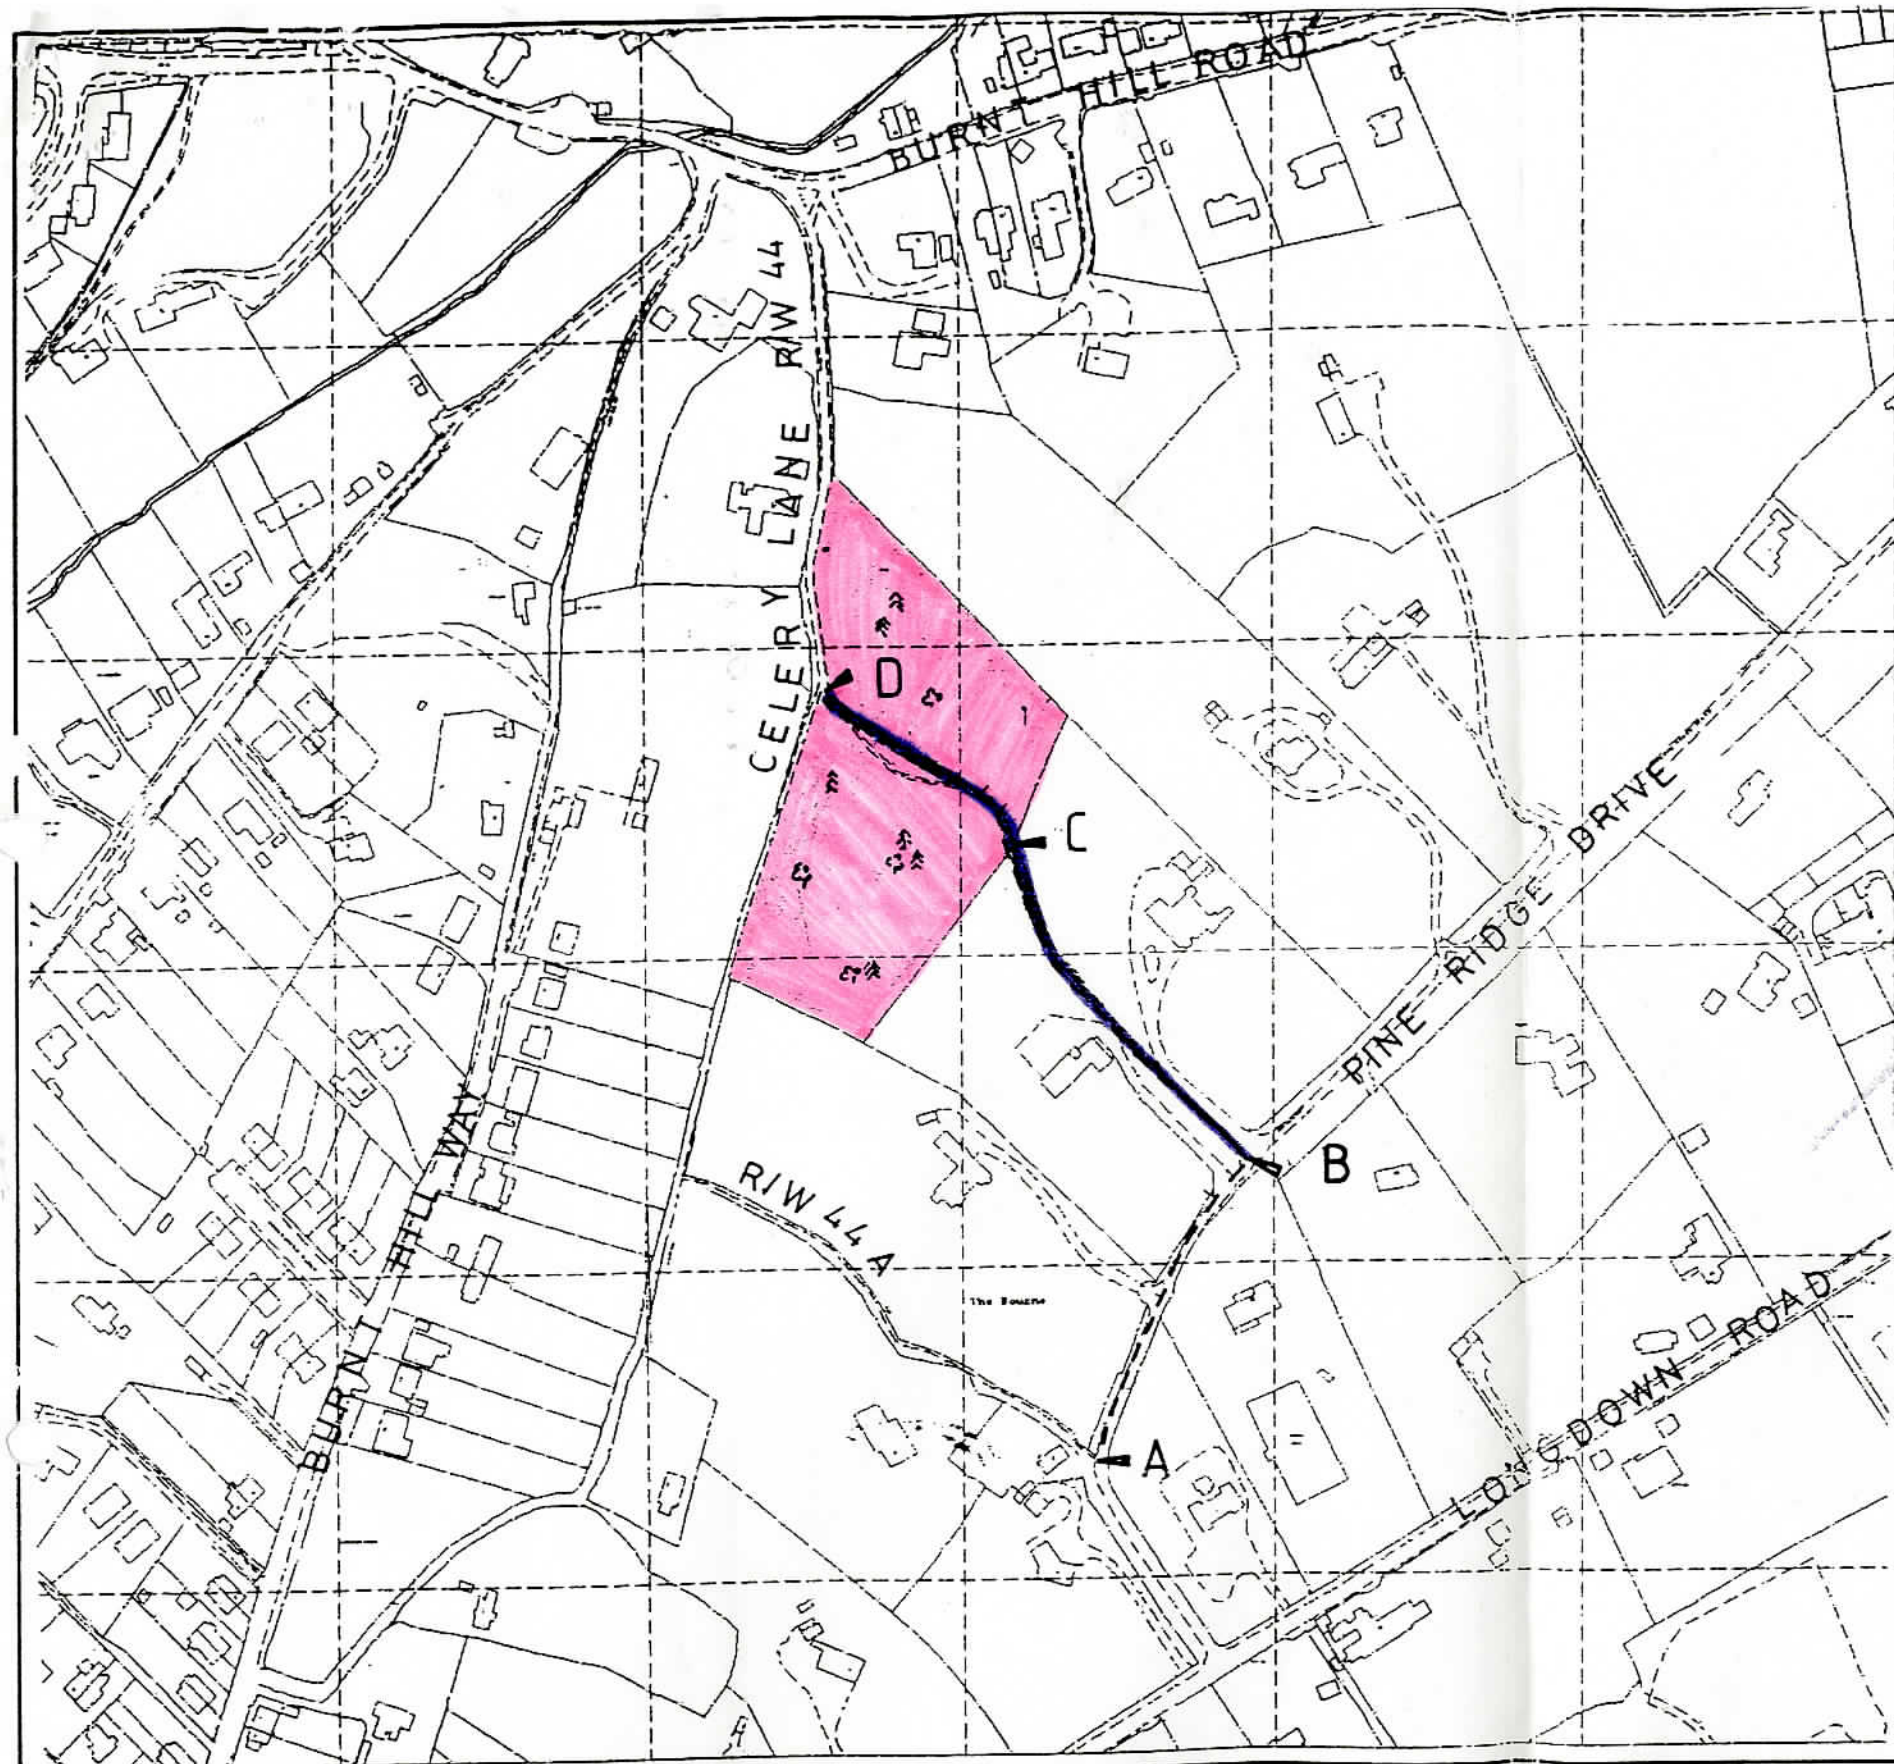 BURNT HILL ROAD
CELERY LANE R/W 44
D
C
PINE RIDGE DRIVE
B
R/W 44 A
The Bourne
BURNT HILL WAY
LONGDOWN ROAD
A